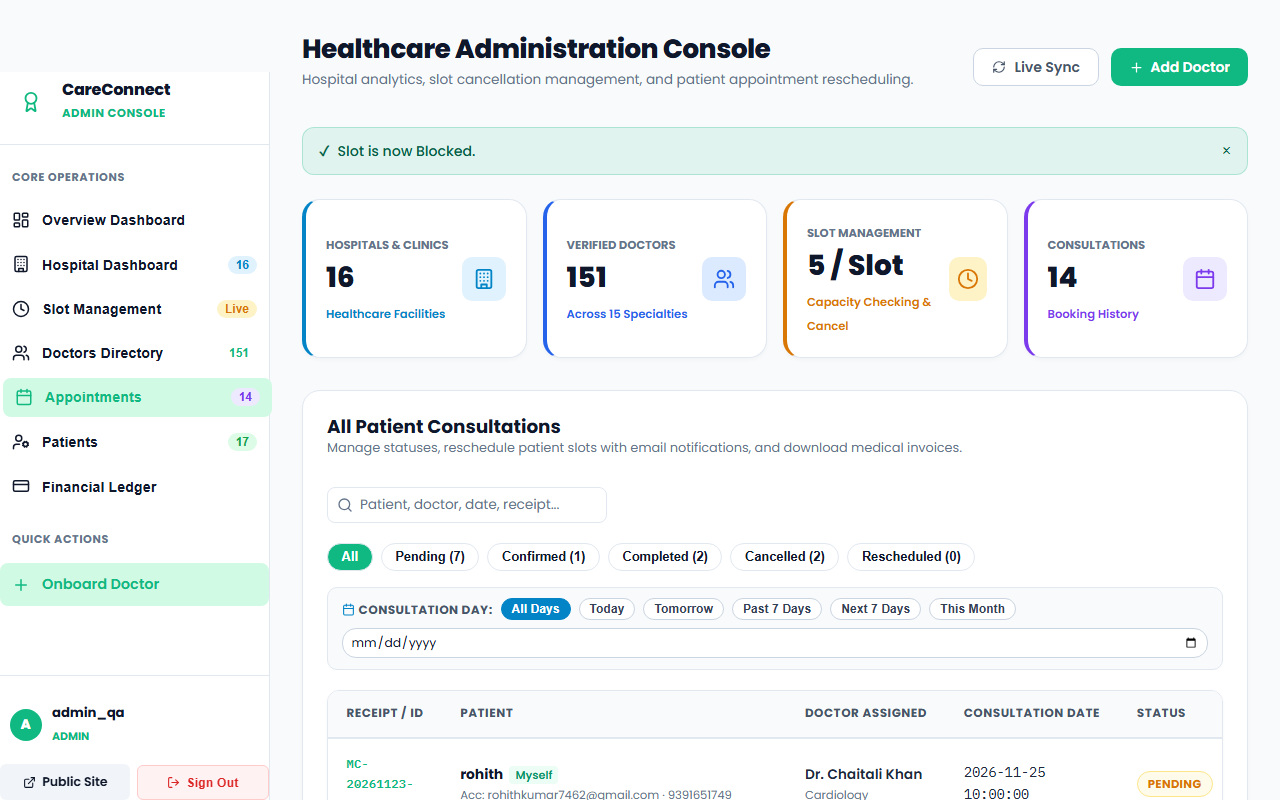 CareConnect
ADMIN CONSOLE
CORE OPERATIONS
Overview Dashboard
Hospital Dashboard 16
Slot Management Live
Doctors Directory 151
Appointments 14
Patients 17
Financial Ledger
QUICK ACTIONS
+ Onboard Doctor
A
admin_qa
ADMIN
Public Site
Sign Out
Healthcare Administration Console
Hospital analytics, slot cancellation management, and patient appointment rescheduling.
Live Sync
+ Add Doctor
✓ Slot is now Blocked. ×
HOSPITALS & CLINICS
16
Healthcare Facilities
VERIFIED DOCTORS
151
Across 15 Specialties
SLOT MANAGEMENT
5 / Slot
Capacity Checking &
Cancel
CONSULTATIONS
14
Booking History
All Patient Consultations
Manage statuses, reschedule patient slots with email notifications, and download medical invoices.
Patient, doctor, date, receipt...
All Pending (7) Confirmed (1) Completed (2) Cancelled (2) Rescheduled (0)
CONSULTATION DAY: All Days Today Tomorrow Past 7 Days Next 7 Days This Month
mm/dd/yyyy
RECEIPT / ID PATIENT DOCTOR ASSIGNED CONSULTATION DATE STATUS
MC-
20261123-
rohith Myself
Acc: rohithkumar7462@gmail.com · 9391651749
Dr. Chaitali Khan
Cardiology
2026-11-25
10:00:00
PENDING